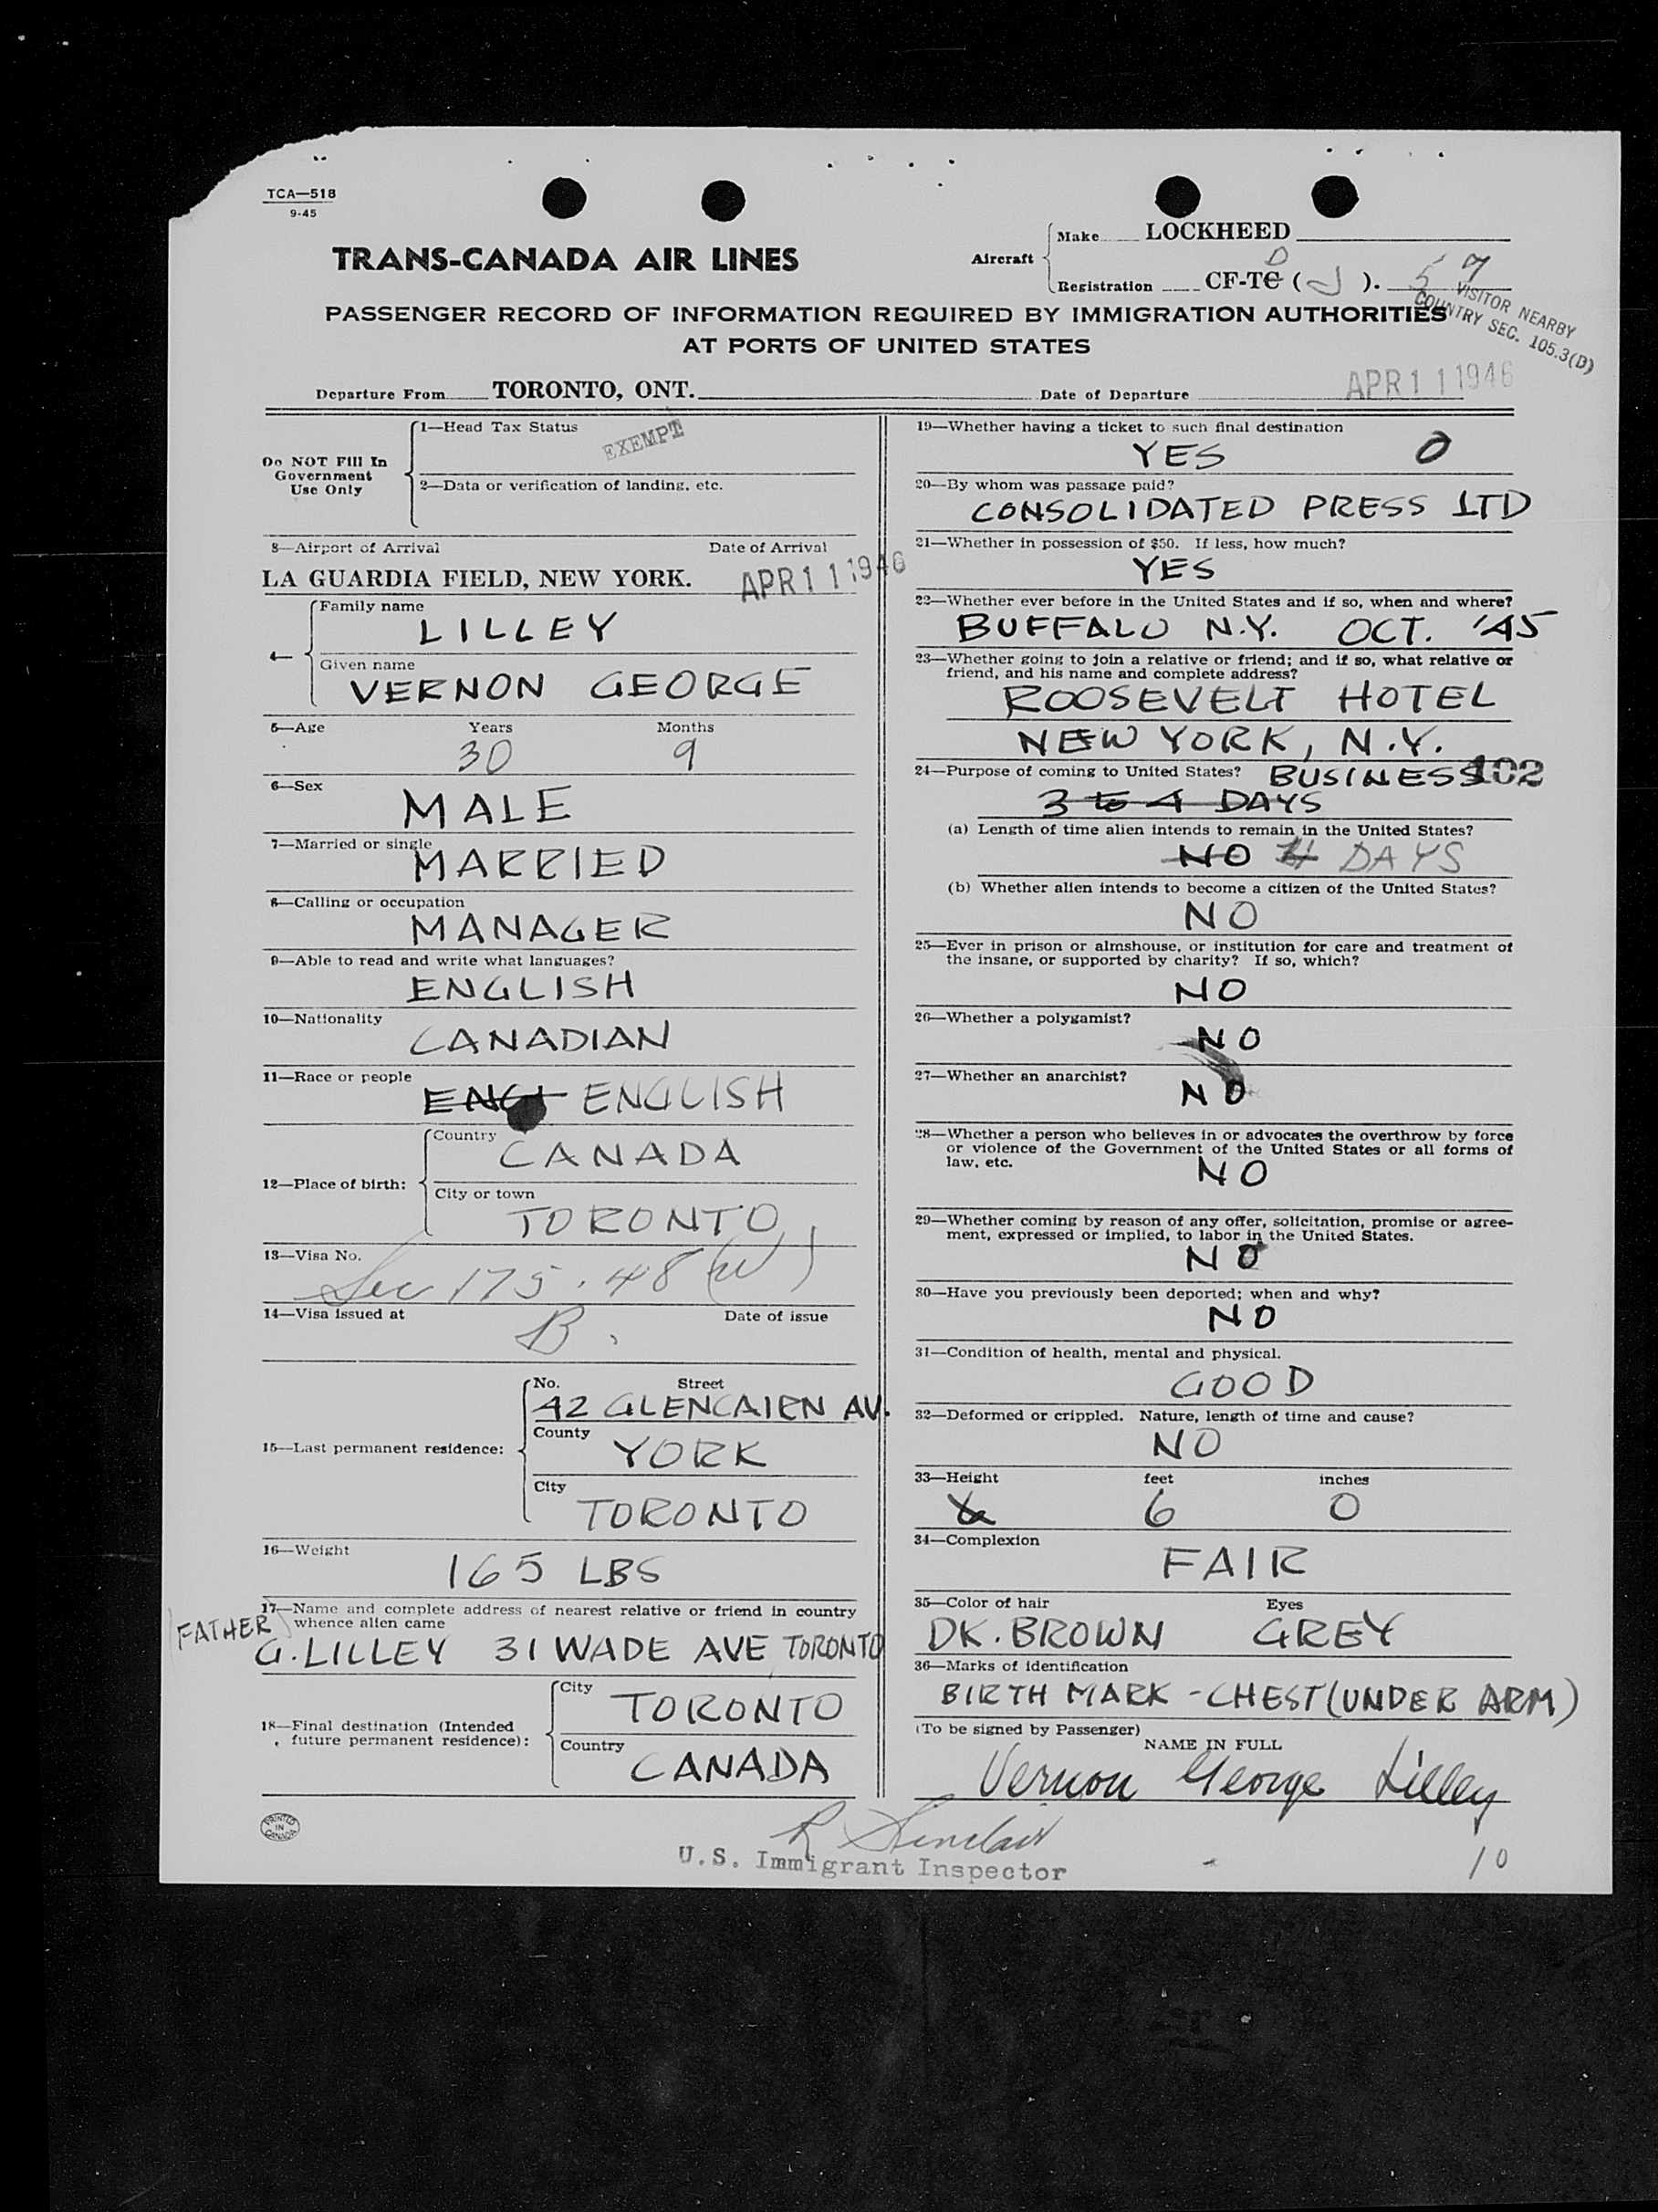 TCA—518
9-45
TRANS-CANADA AIR LINES
Aircraft
Make LOCKHEED
Registration CF-TC D ( J ). 57
VISITOR NEARBY
COUNTRY SEC. 105.3(D)
PASSENGER RECORD OF INFORMATION REQUIRED BY IMMIGRATION AUTHORITIES
AT PORTS OF UNITED STATES
Departure From TORONTO, ONT. Date of Departure APR 11 1946
Do NOT Fill In
Government
Use Only
1—Head Tax Status
EXEMPT
2—Data or verification of landing, etc.
3—Airport of Arrival Date of Arrival
LA GUARDIA FIELD, NEW YORK. APR 11 1946
4—
Family name
LILLEY
Given name
VERNON GEORGE
5—Age Years Months
30 9
6—Sex
MALE
7—Married or single
MARRIED
8—Calling or occupation
MANAGER
9—Able to read and write what languages?
ENGLISH
10—Nationality
CANADIAN
11—Race or people
ENGL ENGLISH
12—Place of birth:
Country
CANADA
City or town
TORONTO
13—Visa No.
Sec 175.48 (w)
14—Visa issued at Date of issue
B.
15—Last permanent residence:
No. Street
42 GLENCAIRN AV.
County
YORK
City
TORONTO
16—Weight
165 LBS
17—Name and complete address of nearest relative or friend in country
whence alien came
FATHER
G. LILLEY 31 WADE AVE TORONTO
18—Final destination (Intended
future permanent residence):
City
TORONTO
Country
CANADA
19—Whether having a ticket to such final destination
YES 0
20—By whom was passage paid?
CONSOLIDATED PRESS LTD
21—Whether in possession of $50. If less, how much?
YES
22—Whether ever before in the United States and if so, when and where?
BUFFALO N.Y. OCT. '45
23—Whether going to join a relative or friend; and if so, what relative or
friend, and his name and complete address?
ROOSEVELT HOTEL
NEW YORK, N.Y.
24—Purpose of coming to United States? BUSINESS 102
3 to 4 DAYS
(a) Length of time alien intends to remain in the United States?
NO 4 DAYS
(b) Whether alien intends to become a citizen of the United States?
NO
25—Ever in prison or almshouse, or institution for care and treatment of
the insane, or supported by charity? If so, which?
NO
26—Whether a polygamist?
NO
27—Whether an anarchist?
NO
28—Whether a person who believes in or advocates the overthrow by force
or violence of the Government of the United States or all forms of
law, etc.
NO
29—Whether coming by reason of any offer, solicitation, promise or agree-
ment, expressed or implied, to labor in the United States.
NO
30—Have you previously been deported; when and why?
NO
31—Condition of health, mental and physical.
GOOD
32—Deformed or crippled. Nature, length of time and cause?
NO
33—Height feet inches
6 6 0
34—Complexion
FAIR
35—Color of hair Eyes
DK. BROWN GREY
36—Marks of identification
BIRTH MARK - CHEST (UNDER ARM)
(To be signed by Passenger)
NAME IN FULL
Vernon George Lilley
PRINTED
IN
CANADA
R Sinclair
U.S. Immigrant Inspector
10